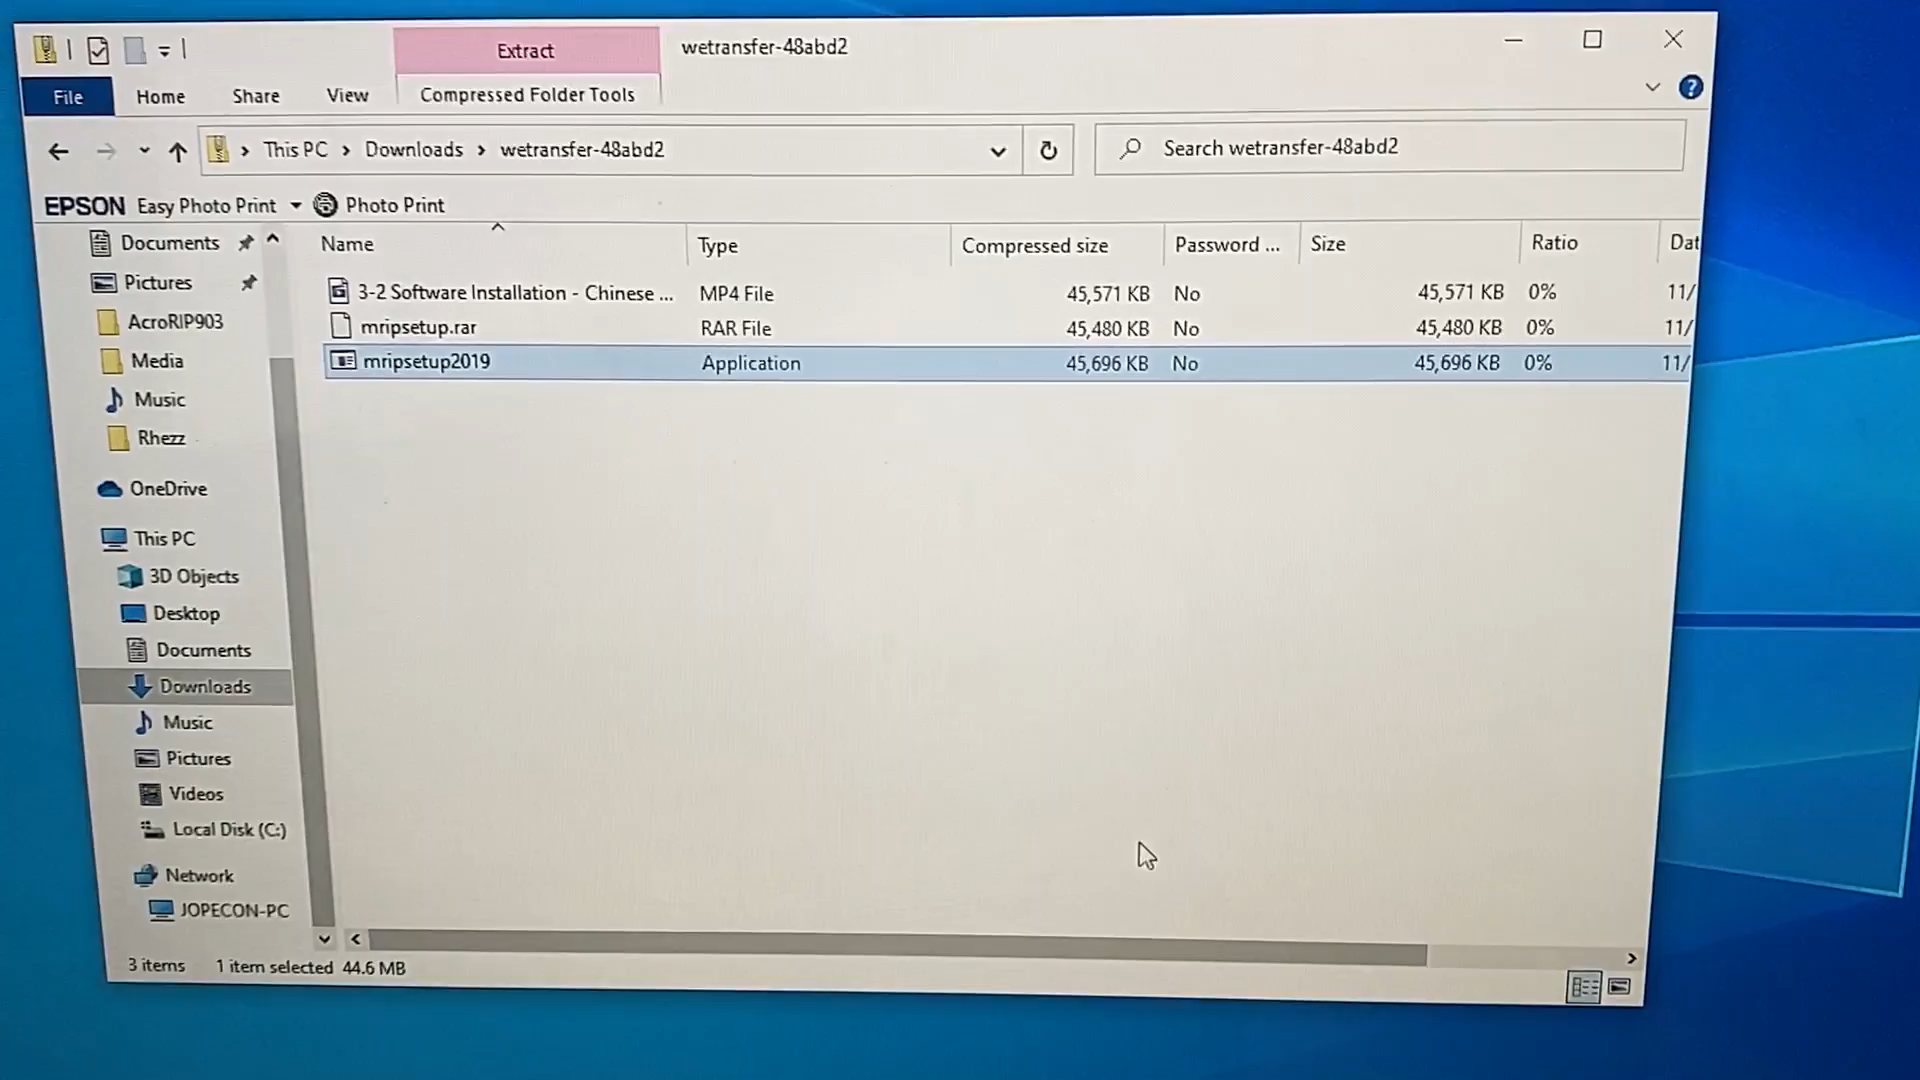 Extract
wetransfer-48abd2
File
Home
Share
View
Compressed Folder Tools
?
This PC > Downloads > wetransfer-48abd2
Search wetransfer-48abd2
EPSON Easy Photo Print
Photo Print
Documents
Pictures
AcroRIP903
Media
Music
Rhezz
OneDrive
This PC
3D Objects
Desktop
Documents
Downloads
Music
Pictures
Videos
Local Disk (C:)
Network
JOPECON-PC
Name Type Compressed size Password ... Size Ratio Dat
3-2 Software Installation - Chinese ... MP4 File 45,571 KB No 45,571 KB 0% 11/
mripsetup.rar RAR File 45,480 KB No 45,480 KB 0% 11/
mripsetup2019 Application 45,696 KB No 45,696 KB 0% 11/
3 items 1 item selected 44.6 MB